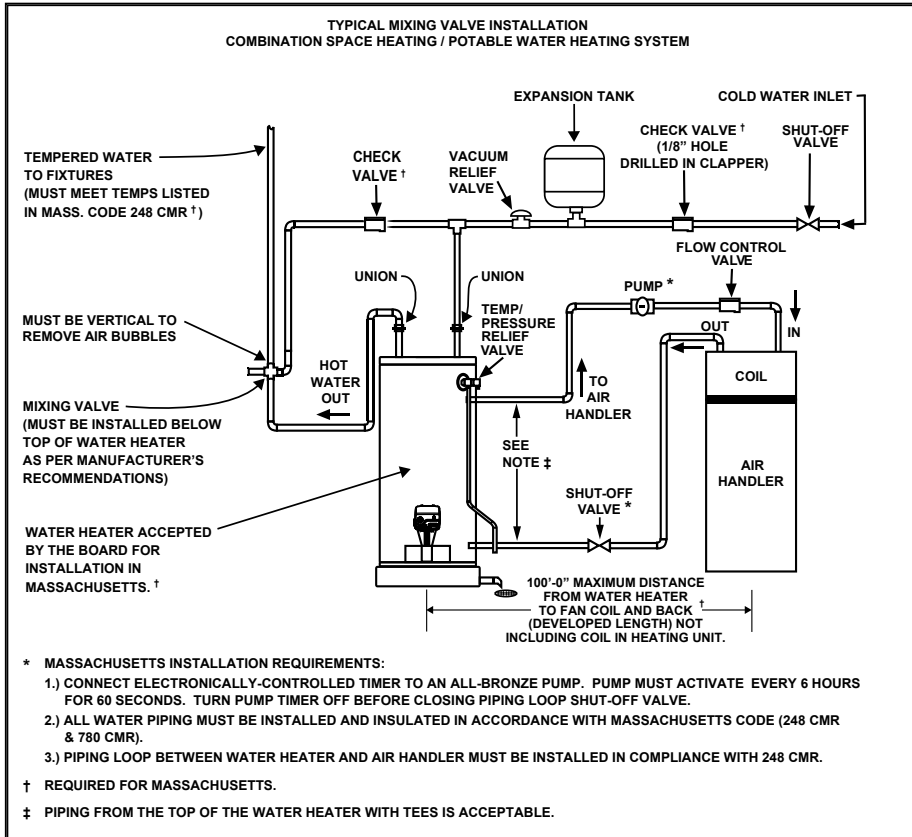 TYPICAL MIXING VALVE INSTALLATION
COMBINATION SPACE HEATING / POTABLE WATER HEATING SYSTEM
EXPANSION TANK
COLD WATER INLET
TEMPERED WATER
TO FIXTURES
(MUST MEET TEMPS LISTED
IN MASS. CODE 248 CMR †)
CHECK
VALVE †
VACUUM
RELIEF
VALVE
CHECK VALVE †
(1/8” HOLE
DRILLED IN CLAPPER)
SHUT-OFF
VALVE
FLOW CONTROL
VALVE
UNION
UNION
PUMP *
TEMP/
PRESSURE
RELIEF
VALVE
OUT
IN
MUST BE VERTICAL TO
REMOVE AIR BUBBLES
HOT
WATER
OUT
TO
AIR
HANDLER
COIL
MIXING VALVE
(MUST BE INSTALLED BELOW
TOP OF WATER HEATER
AS PER MANUFACTURER’S
RECOMMENDATIONS)
SEE
NOTE ‡
AIR
HANDLER
SHUT-OFF
VALVE *
WATER HEATER ACCEPTED
BY THE BOARD FOR
INSTALLATION IN
MASSACHUSETTS. †
100’-0” MAXIMUM DISTANCE
FROM WATER HEATER
TO FAN COIL AND BACK †
(DEVELOPED LENGTH) NOT
INCLUDING COIL IN HEATING UNIT.
* MASSACHUSETTS INSTALLATION REQUIREMENTS:
1.) CONNECT ELECTRONICALLY-CONTROLLED TIMER TO AN ALL-BRONZE PUMP. PUMP MUST ACTIVATE EVERY 6 HOURS
FOR 60 SECONDS. TURN PUMP TIMER OFF BEFORE CLOSING PIPING LOOP SHUT-OFF VALVE.
2.) ALL WATER PIPING MUST BE INSTALLED AND INSULATED IN ACCORDANCE WITH MASSACHUSETTS CODE (248 CMR
& 780 CMR).
3.) PIPING LOOP BETWEEN WATER HEATER AND AIR HANDLER MUST BE INSTALLED IN COMPLIANCE WITH 248 CMR.
† REQUIRED FOR MASSACHUSETTS.
‡ PIPING FROM THE TOP OF THE WATER HEATER WITH TEES IS ACCEPTABLE.